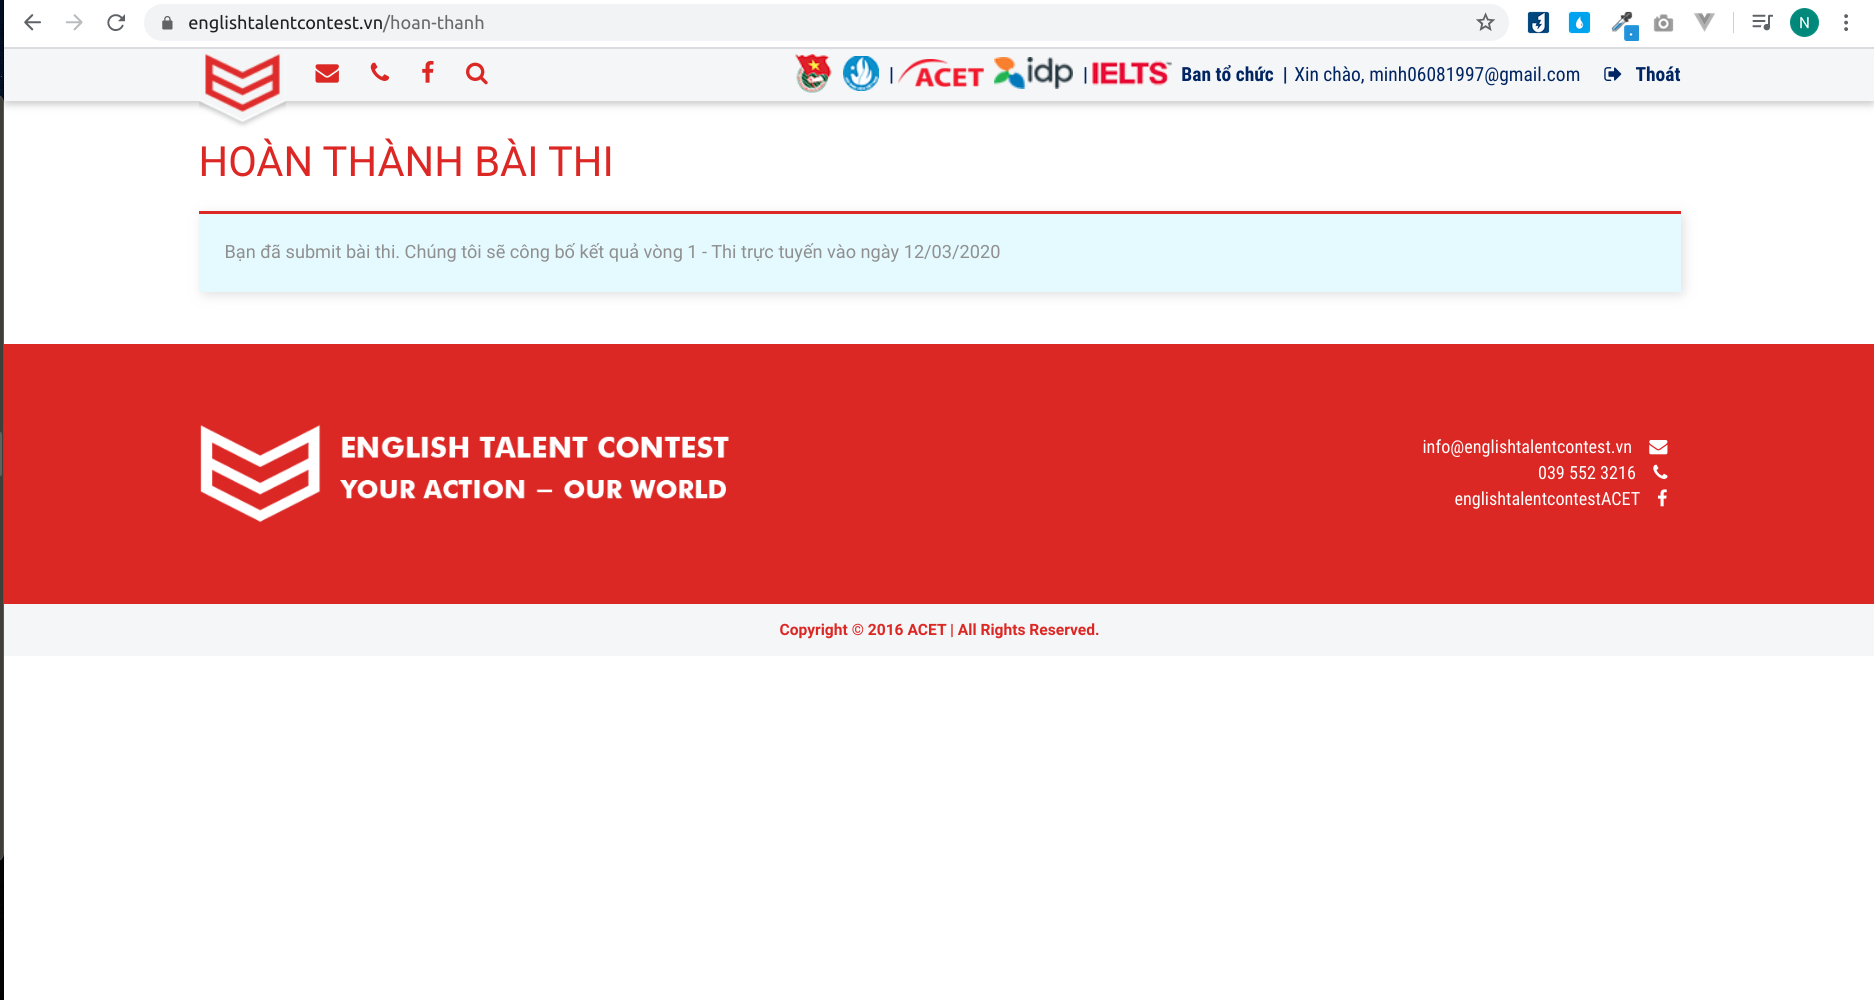 englishtalentcontest.vn/hoan-thanh
N
| ACET idp | IELTS Ban tổ chức | Xin chào, minh06081997@gmail.com Thoát
HOÀN THÀNH BÀI THI
Bạn đã submit bài thi. Chúng tôi sẽ công bố kết quả vòng 1 - Thi trực tuyến vào ngày 12/03/2020
ENGLISH TALENT CONTEST
YOUR ACTION – OUR WORLD
info@englishtalentcontest.vn
039 552 3216
englishtalentcontestACET
Copyright © 2016 ACET | All Rights Reserved.